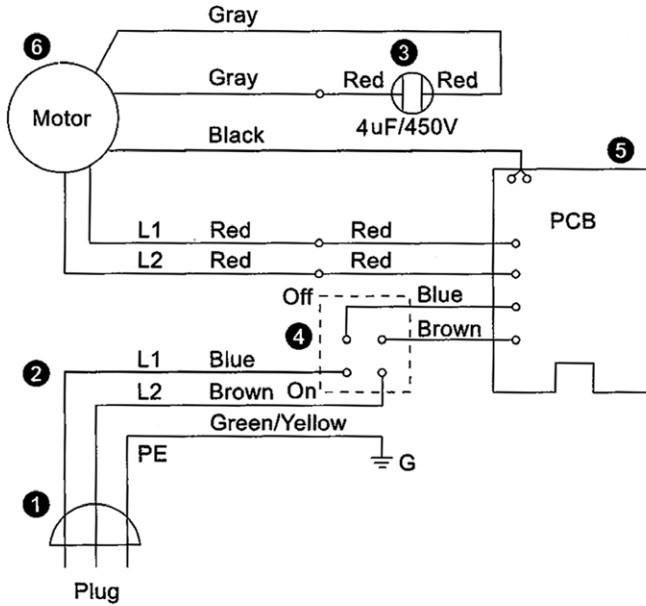 Gray
6
3
Gray
Red
Red
Motor
4uF/450V
Black
5
PCB
L1 Red Red
L2 Red Red
Off
Blue
4
Brown
2
L1 Blue
L2 Brown On
Green/Yellow
PE
G
1
Plug